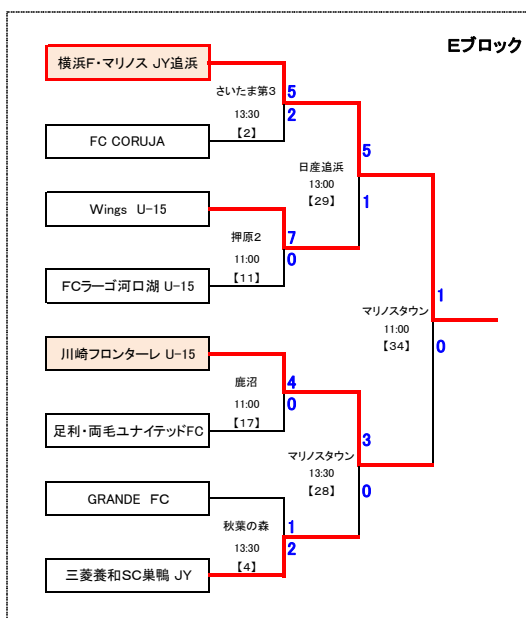 Eブロック
横浜F・マリノス JY追浜
さいたま第3
5
13:30
2
【2】
FC CORUJA
日産追浜
5
13:00
【29】
1
Wings U-15
押原2
7
11:00
0
【11】
FCラーゴ河口湖 U-15
マリノスタウン
1
11:00
【34】
0
川崎フロンターレ U-15
鹿沼
4
11:00
0
【17】
足利・両毛ユナイテッドFC
マリノスタウン
3
13:30
【28】
0
GRANDE FC
秋葉の森
1
13:30
2
【4】
三菱養和SC巣鴨 JY